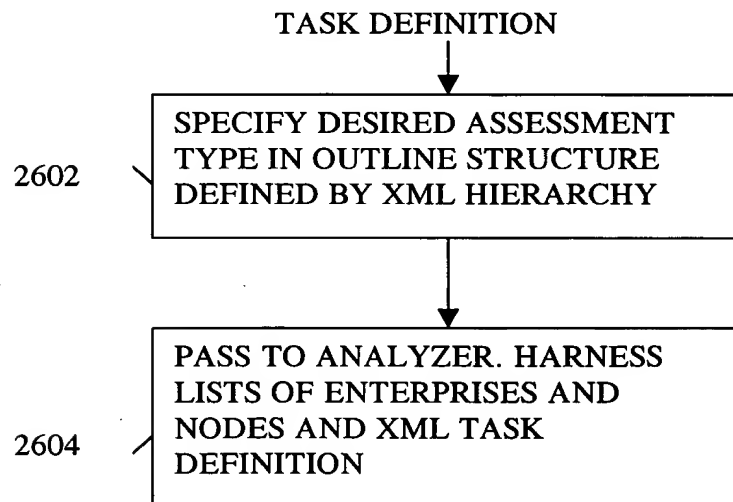 TASK DEFINITION
2602
SPECIFY DESIRED ASSESSMENT
TYPE IN OUTLINE STRUCTURE
DEFINED BY XML HIERARCHY
2604
PASS TO ANALYZER. HARNESS
LISTS OF ENTERPRISES AND
NODES AND XML TASK
DEFINITION